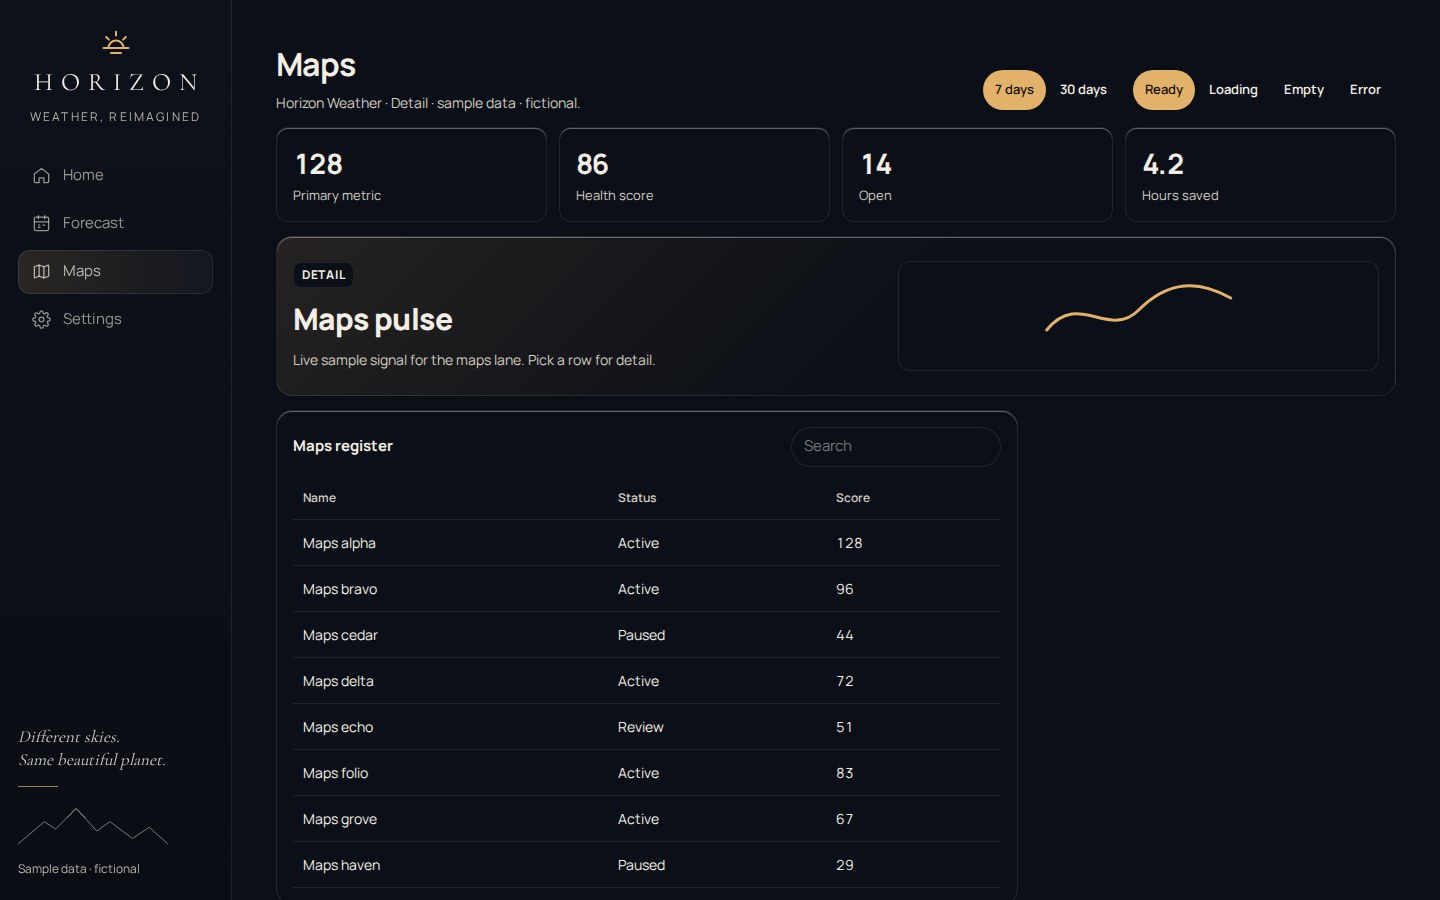 HORIZON
WEATHER, REIMAGINED
Home
Forecast
Maps
Settings
Different skies.
Same beautiful planet.
Sample data · fictional
Maps
Horizon Weather · Detail · sample data · fictional.
7 days
30 days
Ready
Loading
Empty
Error
128
Primary metric
86
Health score
14
Open
4.2
Hours saved
DETAIL
Maps pulse
Live sample signal for the maps lane. Pick a row for detail.
Maps register
Search
Name Status Score
Maps alpha Active 128
Maps bravo Active 96
Maps cedar Paused 44
Maps delta Active 72
Maps echo Review 51
Maps folio Active 83
Maps grove Active 67
Maps haven Paused 29